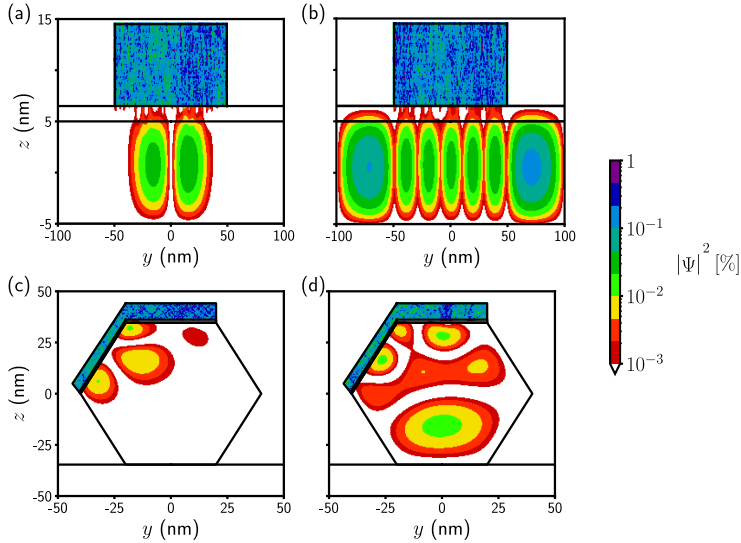 (a)
(b)
15
5
-5
z (nm)
-100 -50 0 50 100
-100 -50 0 50 100
y (nm)
y (nm)
1
10⁻¹
10⁻²
10⁻³
|Ψ|² [%]
(c)
(d)
50
25
0
-25
-50
z (nm)
-50 -25 0 25 50
-50 -25 0 25 50
y (nm)
y (nm)